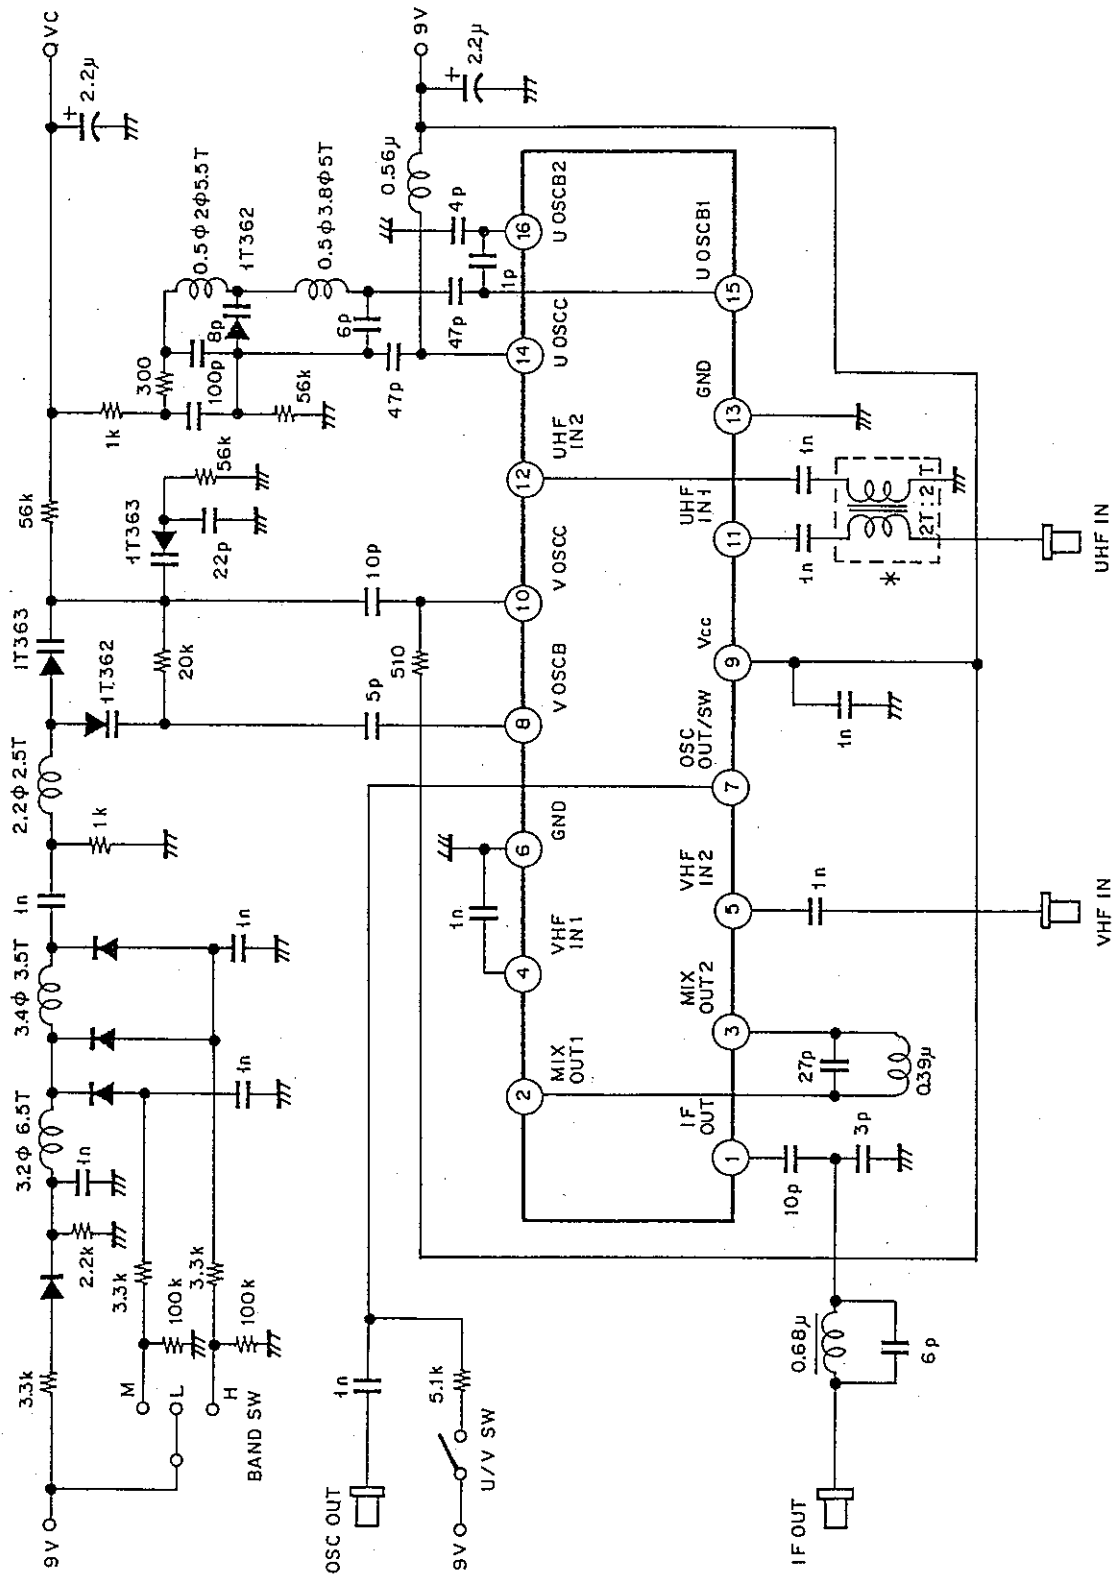 9V
3.3k
2.2k
1n
3.2ϕ 6.5T
3.4ϕ 3.5T
1n
1k
2.2ϕ 2.5T
1T363
56k
1k
VC
+
2.2μ
M
L
H
BAND SW
3.3k
100k
3.3k
100k
1n
1n
1T362
20k
1T363
22p
56k
300
100p
56k
8p
1T362
0.5ϕ2ϕ5.5T
0.5ϕ3.8ϕ5T
6p
47p
47p
1p
4p
0.56μ
9V
+
2.2μ
5p
10p
510
OSC OUT
1n
9V
U/V SW
5.1k
1n
2
MIX
OUT1
4
VHF
IN1
6
GND
8
V OSCB
10
V OSCC
12
UHF
IN2
14
U OSCC
16
U OSCB2
1
IF
OUT
3
MIX
OUT2
5
VHF
IN2
7
OSC
OUT/SW
9
Vcc
11
UHF
IN1
13
GND
15
U OSCB1
10p
3p
27p
0.39μ
1n
1n
1n
1n
2T:2T
*
0.68μ
6p
IF OUT
VHF IN
UHF IN